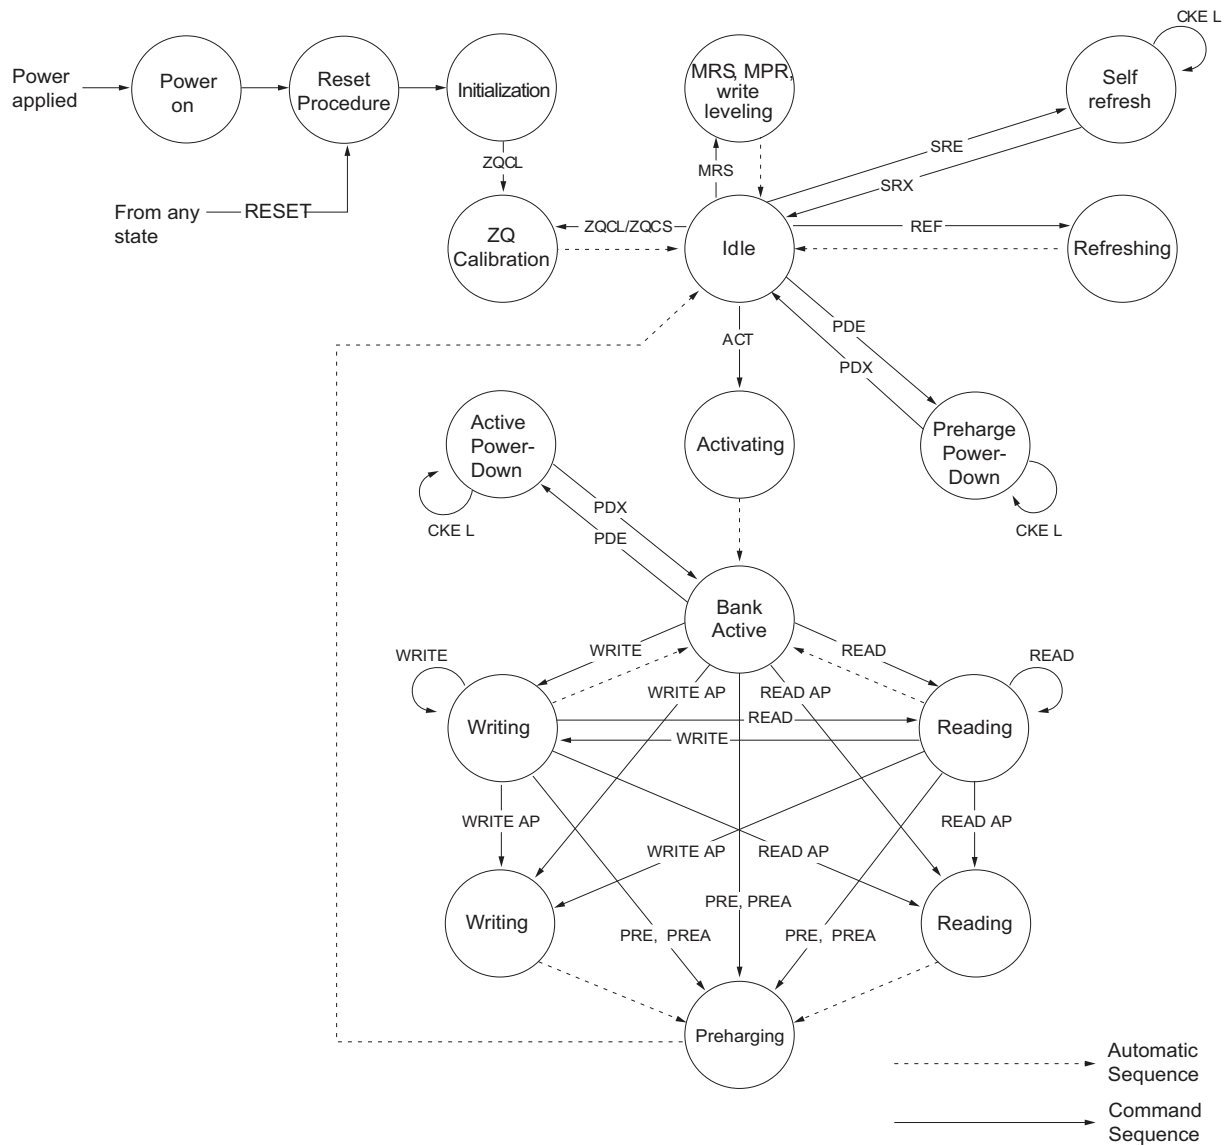 Power
applied
Power
on
Reset
Procedure
Initialization
MRS, MPR,
write
leveling
CKE L
Self
refresh
ZQCL
MRS
SRE
SRX
From any
state
RESET
ZQ
Calibration
ZQCL/ZQCS
Idle
REF
Refreshing
ACT
PDE
PDX
Active
Power-
Down
Activating
Preharge
Power-
Down
CKE L
PDX
PDE
CKE L
Bank
Active
WRITE
WRITE
READ
READ
WRITE AP
READ AP
Writing
READ
WRITE
Reading
WRITE AP
WRITE AP
READ AP
READ AP
PRE, PREA
Writing
PRE, PREA
PRE, PREA
Reading
Preharging
Automatic
Sequence
Command
Sequence